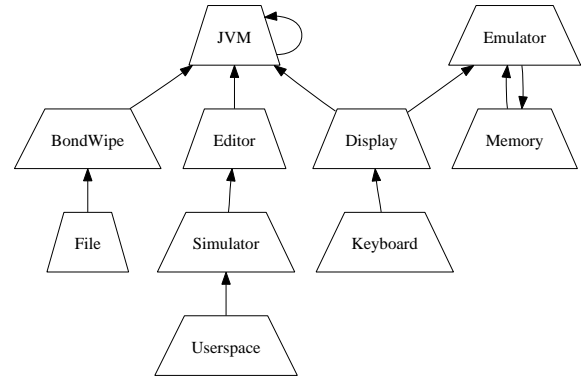 JVM
Emulator
BondWipe
Editor
Display
Memory
File
Simulator
Keyboard
Userspace